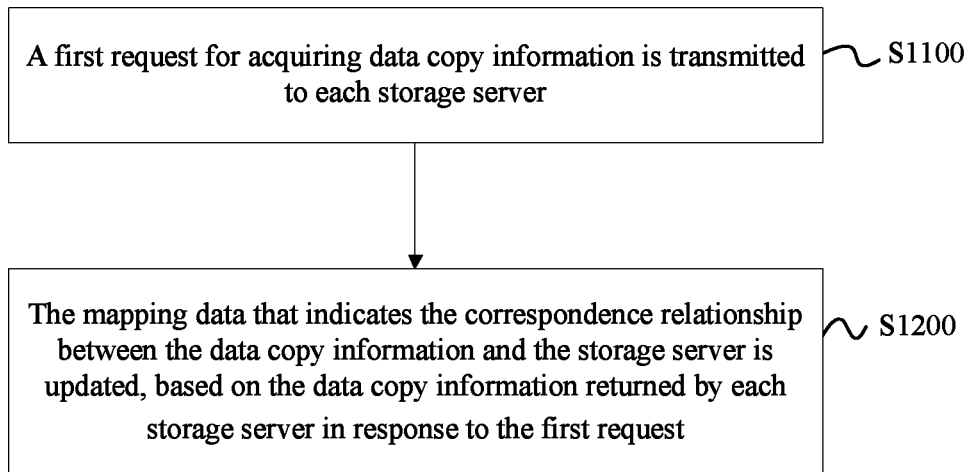 A first request for acquiring data copy information is transmitted
to each storage server
S1100
The mapping data that indicates the correspondence relationship
between the data copy information and the storage server is
updated, based on the data copy information returned by each
storage server in response to the first request
S1200